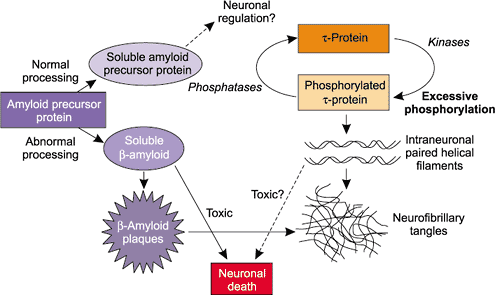 Neuronal
regulation?
Normal
processing
Soluble amyloid
precursor protein
Amyloid precursor
protein
Abnormal
processing
Soluble
β-amyloid
β-Amyloid
plaques
Toxic
Neuronal
death
τ-Protein
Kinases
Phosphatases
Phosphorylated
τ-protein
Excessive
phosphorylation
Intraneuronal
paired helical
filaments
Toxic?
Neurofibrillary
tangles